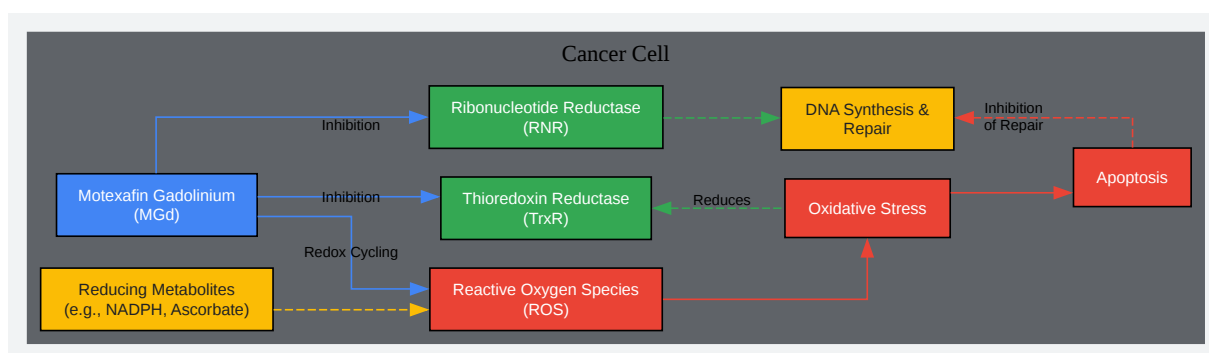 Cancer Cell
Ribonucleotide Reductase
(RNR)
DNA Synthesis &
Repair
Inhibition
of Repair
Inhibition
Motexafin Gadolinium
(MGd)
Inhibition
Thioredoxin Reductase
(TrxR)
Reduces
Oxidative Stress
Apoptosis
Redox Cycling
Reducing Metabolites
(e.g., NADPH, Ascorbate)
Reactive Oxygen Species
(ROS)